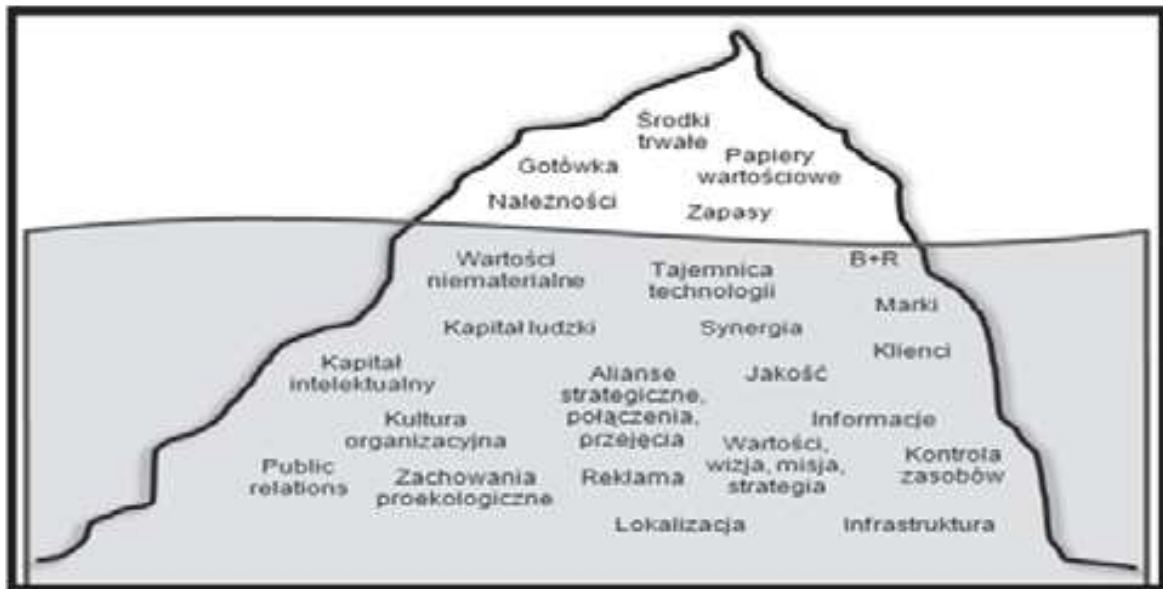 Środki
trwałe
Gotówka
Papiery
wartościowe
Należności
Zapasy
Wartości
niematerialne
Tajemnica
technologii
B+R
Marki
Kapitał ludzki
Synergia
Klienci
Kapitał
intelektualny
Alianse
strategiczne,
połączenia,
przejęcia
Jakość
Kultura
organizacyjna
Informacje
Public
relations
Zachowania
proekologiczne
Reklama
Wartości,
wizja, misja,
strategia
Kontrola
zasobów
Lokalizacja
Infrastruktura